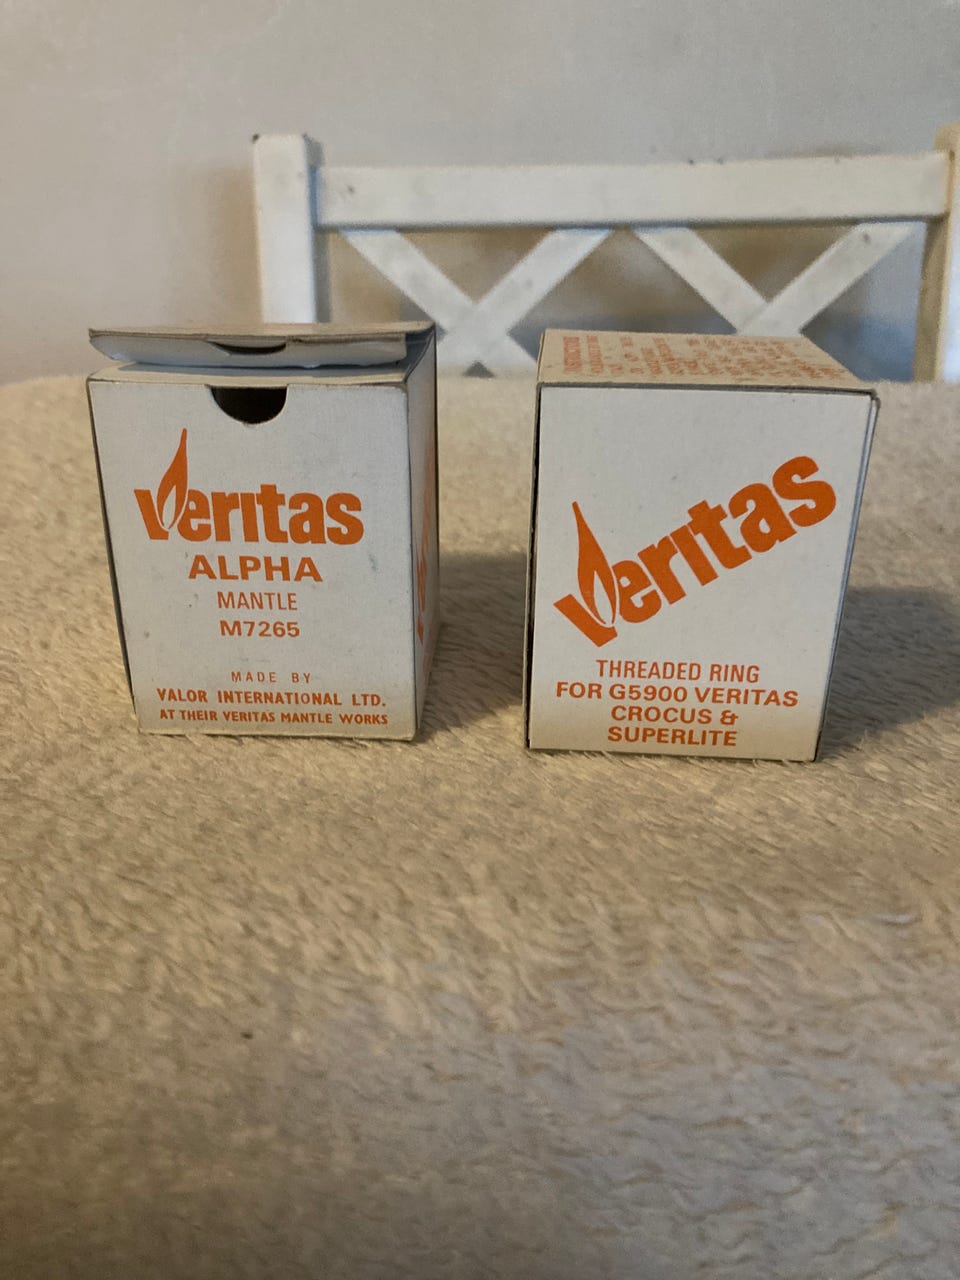 Veritas
ALPHA
MANTLE
M7265
MADE BY
VALOR INTERNATIONAL LTD.
AT THEIR VERITAS MANTLE WORKS
Veritas
THREADED RING
FOR G5900 VERITAS
CROCUS &
SUPERLITE